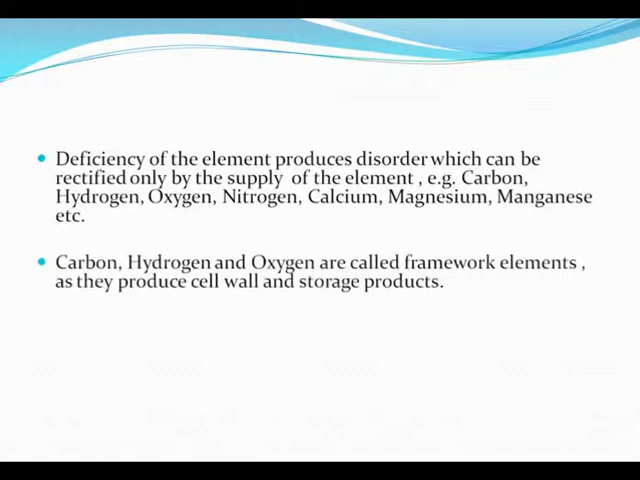 Deficiency of the element produces disorder which can be
rectified only by the supply of the element , e.g. Carbon,
Hydrogen, Oxygen, Nitrogen, Calcium, Magnesium, Manganese
etc.
Carbon, Hydrogen and Oxygen are called framework elements ,
as they produce cell wall and storage products.